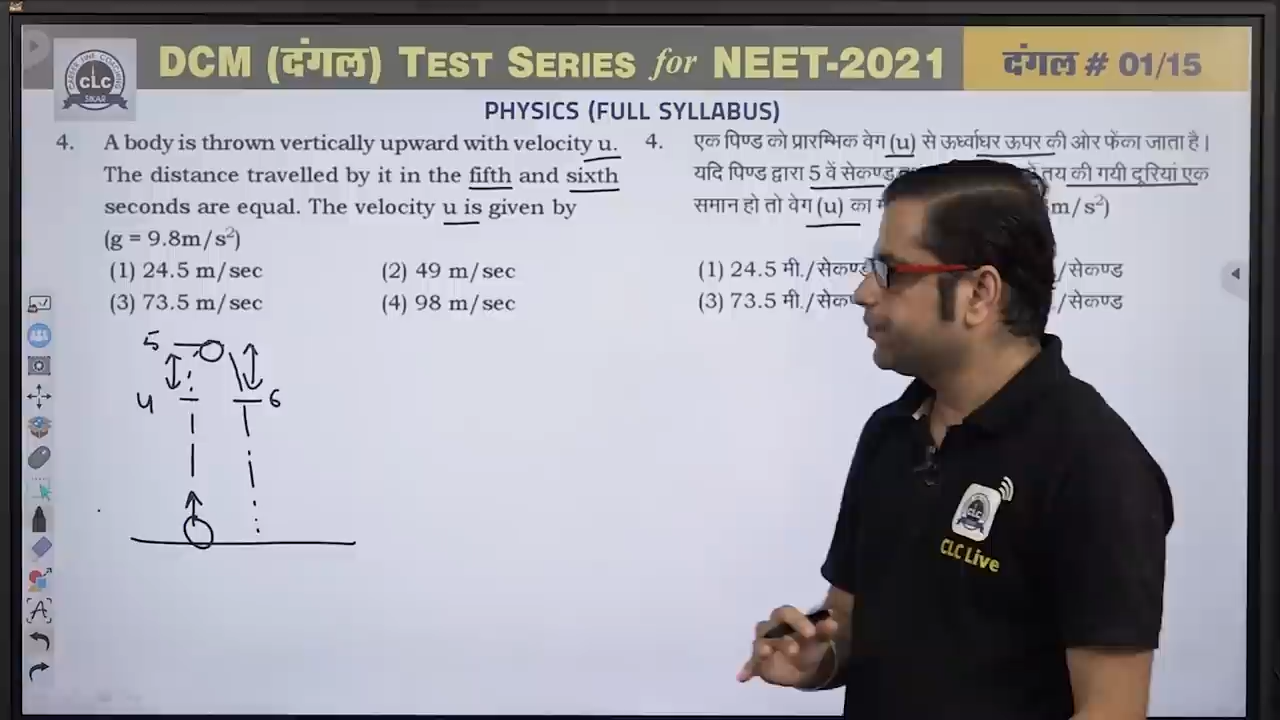 DCM (दंगल) TEST SERIES for NEET-2021
दंगल # 01/15
CLC
SIKAR
PHYSICS (FULL SYLLABUS)
4. A body is thrown vertically upward with velocity u.
The distance travelled by it in the fifth and sixth
seconds are equal. The velocity u is given by
(g = 9.8m/s²)
(1) 24.5 m/sec (2) 49 m/sec
(3) 73.5 m/sec (4) 98 m/sec
4. एक पिण्ड को प्रारम्भिक वेग (u) से ऊर्ध्वाधर ऊपर की ओर फेंका जाता है।
यदि पिण्ड द्वारा 5 वें सेकण्ड तय की गयी दूरियां एक
समान हो तो वेग (u) का m/s²)
(1) 24.5 मी./सेकण्ड /सेकण्ड
(3) 73.5 मी./सेक /सेकण्ड
5
4 6
CLC
CLC Live